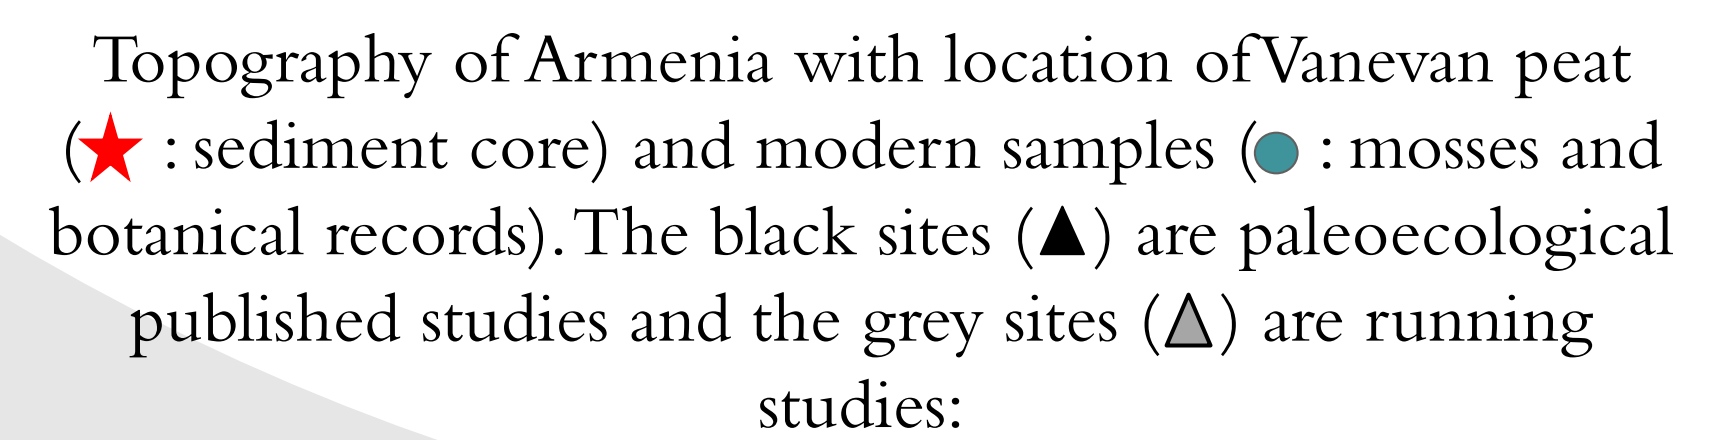 Topography of Armenia with location of Vanevan peat
(★ : sediment core) and modern samples (● : mosses and
botanical records). The black sites (▲) are paleoecological
published studies and the grey sites (△) are running
studies: